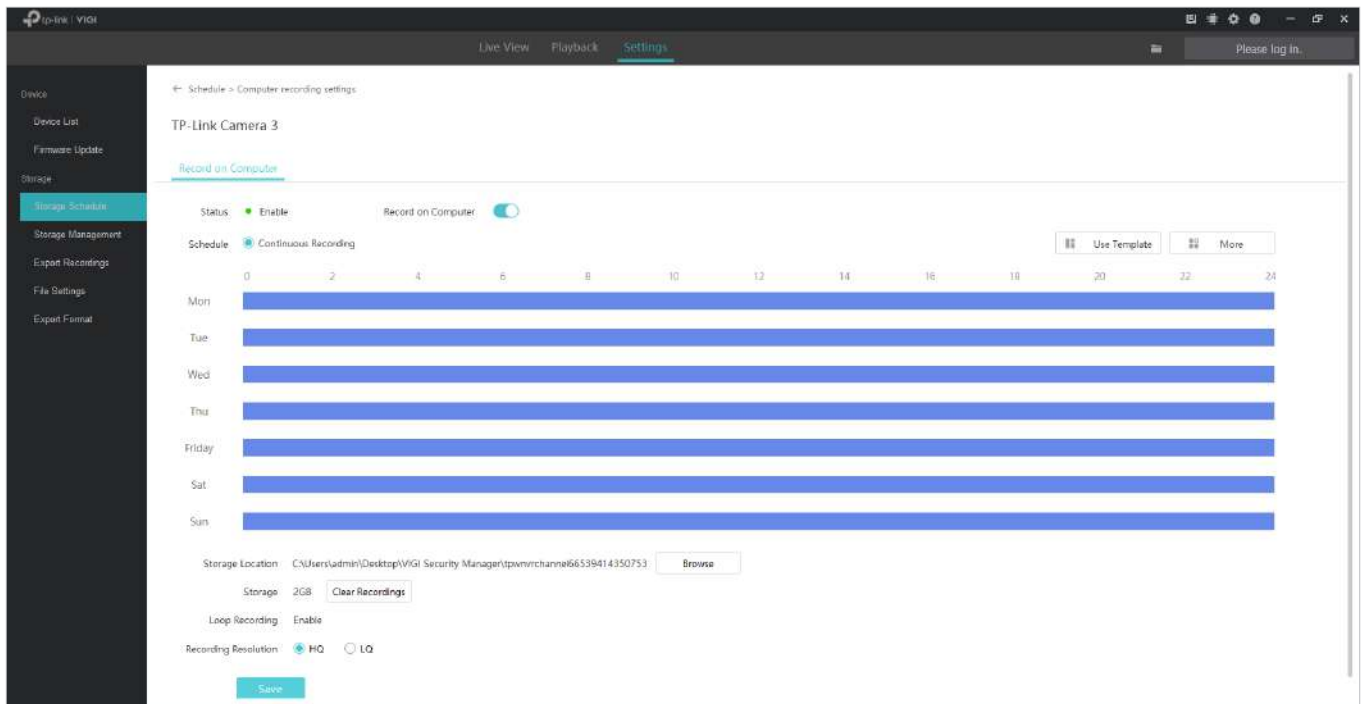 tp-link | VIGI
Live View Playback Settings
Please log in.
Device
Device List
Firmware Update
Storage
Storage Schedule
Storage Management
Export Recordings
File Settings
Export Format
← Schedule > Computer recording settings
TP-Link Camera 3
Record on Computer
Status Enable Record on Computer
Schedule Continuous Recording Use Template More
0 2 4 6 8 10 12 14 16 18 20 22 24
Mon
Tue
Wed
Thu
Friday
Sat
Sun
Storage Location C:\Users\admin\Desktop\VIGI Security Manager\tpwnvrchannel66539414350753 Browse
Storage 2GB Clear Recordings
Loop Recording Enable
Recording Resolution HQ LQ
Save